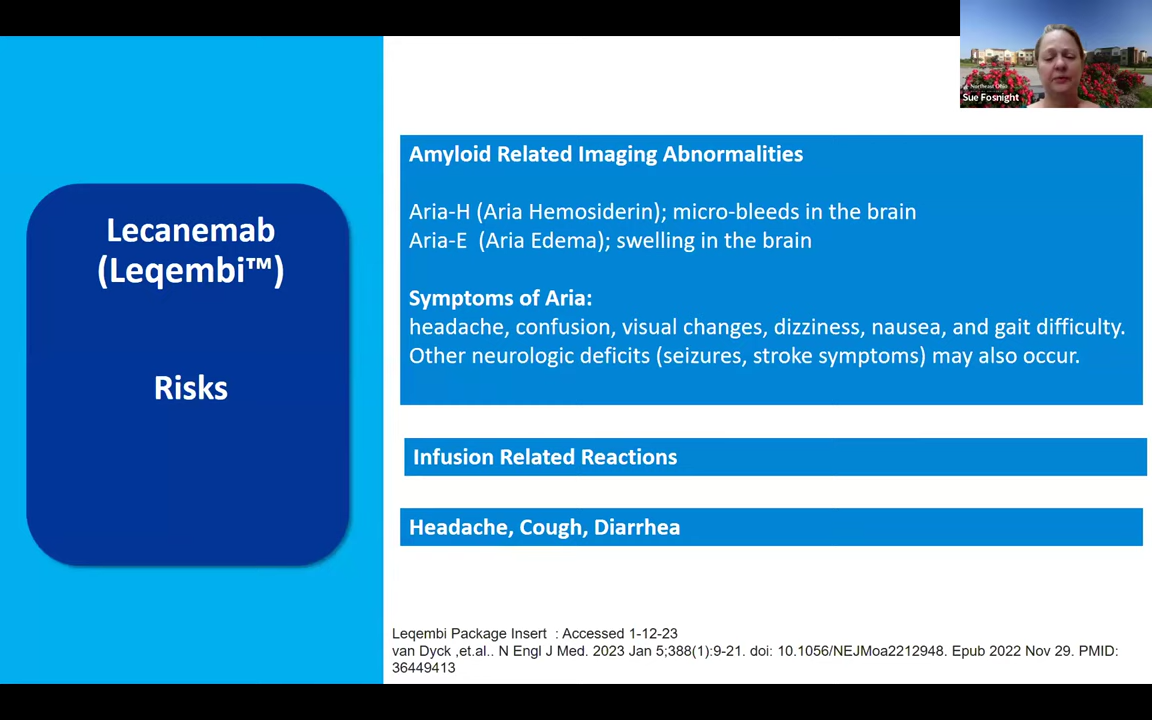 Northeast Ohio
Sue Fosnight
Lecanemab
(Leqembi™)
Risks
Amyloid Related Imaging Abnormalities
Aria-H (Aria Hemosiderin); micro-bleeds in the brain
Aria-E (Aria Edema); swelling in the brain
Symptoms of Aria:
headache, confusion, visual changes, dizziness, nausea, and gait difficulty.
Other neurologic deficits (seizures, stroke symptoms) may also occur.
Infusion Related Reactions
Headache, Cough, Diarrhea
Leqembi Package Insert : Accessed 1-12-23
van Dyck ,et.al.. N Engl J Med. 2023 Jan 5;388(1):9-21. doi: 10.1056/NEJMoa2212948. Epub 2022 Nov 29. PMID:
36449413